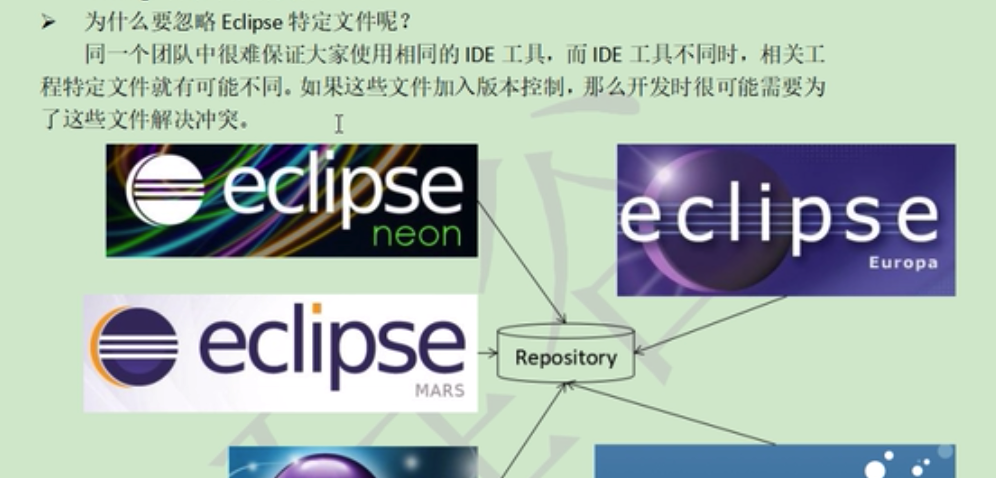 ➢ 为什么要忽略 Eclipse 特定文件呢？
同一个团队中很难保证大家使用相同的 IDE 工具，而 IDE 工具不同时，相关工
程特定文件就有可能不同。如果这些文件加入版本控制，那么开发时很可能需要为
了这些文件解决冲突。
eclipse
neon
eclipse
Europa
eclipse
MARS
Repository